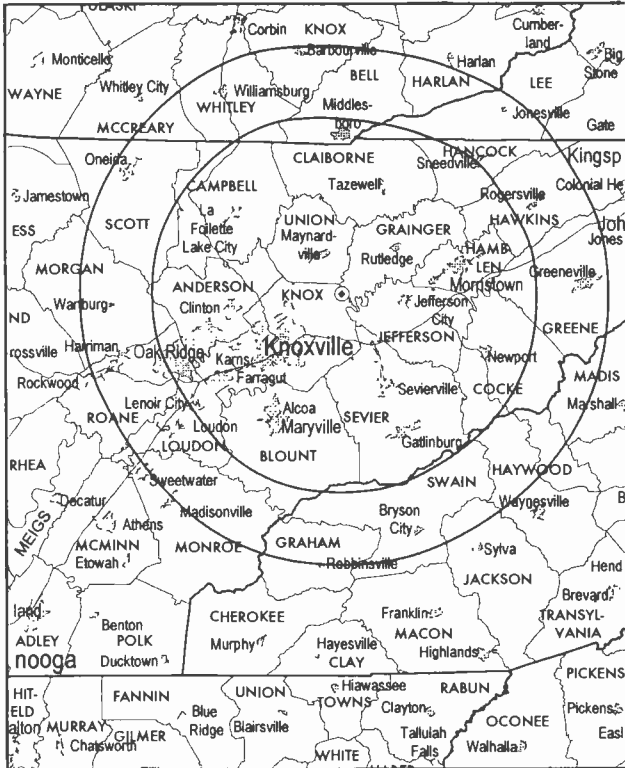 PULASKI
Corbin
KNOX
Cumber-
land
Monticello
Barbourville
Harlan
Big
Stone
WAYNE
Whitley City
WHITLEY
Williamsburg
BELL
HARLAN
LEE
MCCREARY
Middles-
boro
Jonesville
Gate
Oneida
CLAIBORNE
HANCOCK
Sneedville
Kingsp
Jamestown
CAMPBELL
Tazewell
Rogersville
Colonial He
ESS
SCOTT
La
Follette
Lake City
UNION
Maynard-
ville
GRAINGER
HAWKINS
Joh
Jones
MORGAN
Rutledge
HAMB-
LEN
Morristown
Greeneville
ANDERSON
Wartburg
Clinton
KNOX
Jefferson
City
ND
GREENE
rossville
Harriman
Oak Ridge
Karns
Knoxville
JEFFERSON
Newport
Rockwood
Farragut
Sevierville
COCKE
MADIS
Marshall
ROANE
Lenoir City
Loudon
LOUDON
Alcoa
Maryville
SEVIER
Gatlinburg
RHEA
BLOUNT
HAYWOOD
Sweetwater
SWAIN
Waynesville
Decatur
Madisonville
Bryson
City
B
MEIGS
Athens
MCMINN
Etowah
MONROE
GRAHAM
Sylva
Robbinsville
JACKSON
Hend
Brevard
land
CHEROKEE
Franklin
TRANSYL-
VANIA
ADLEY
Benton
POLK
Murphy
Hayesville
CLAY
MACON
Highlands
nooga
Ducktown
PICKENS
HIT-
ELD
alton
FANNIN
UNION
Hiawassee
TOWNS
RABUN
Clayton
MURRAY
Chatsworth
GILMER
Blue
Ridge
Blairsville
Tallulah
Falls
OCONEE
Walhalla
Pickens
Easl
WHITE